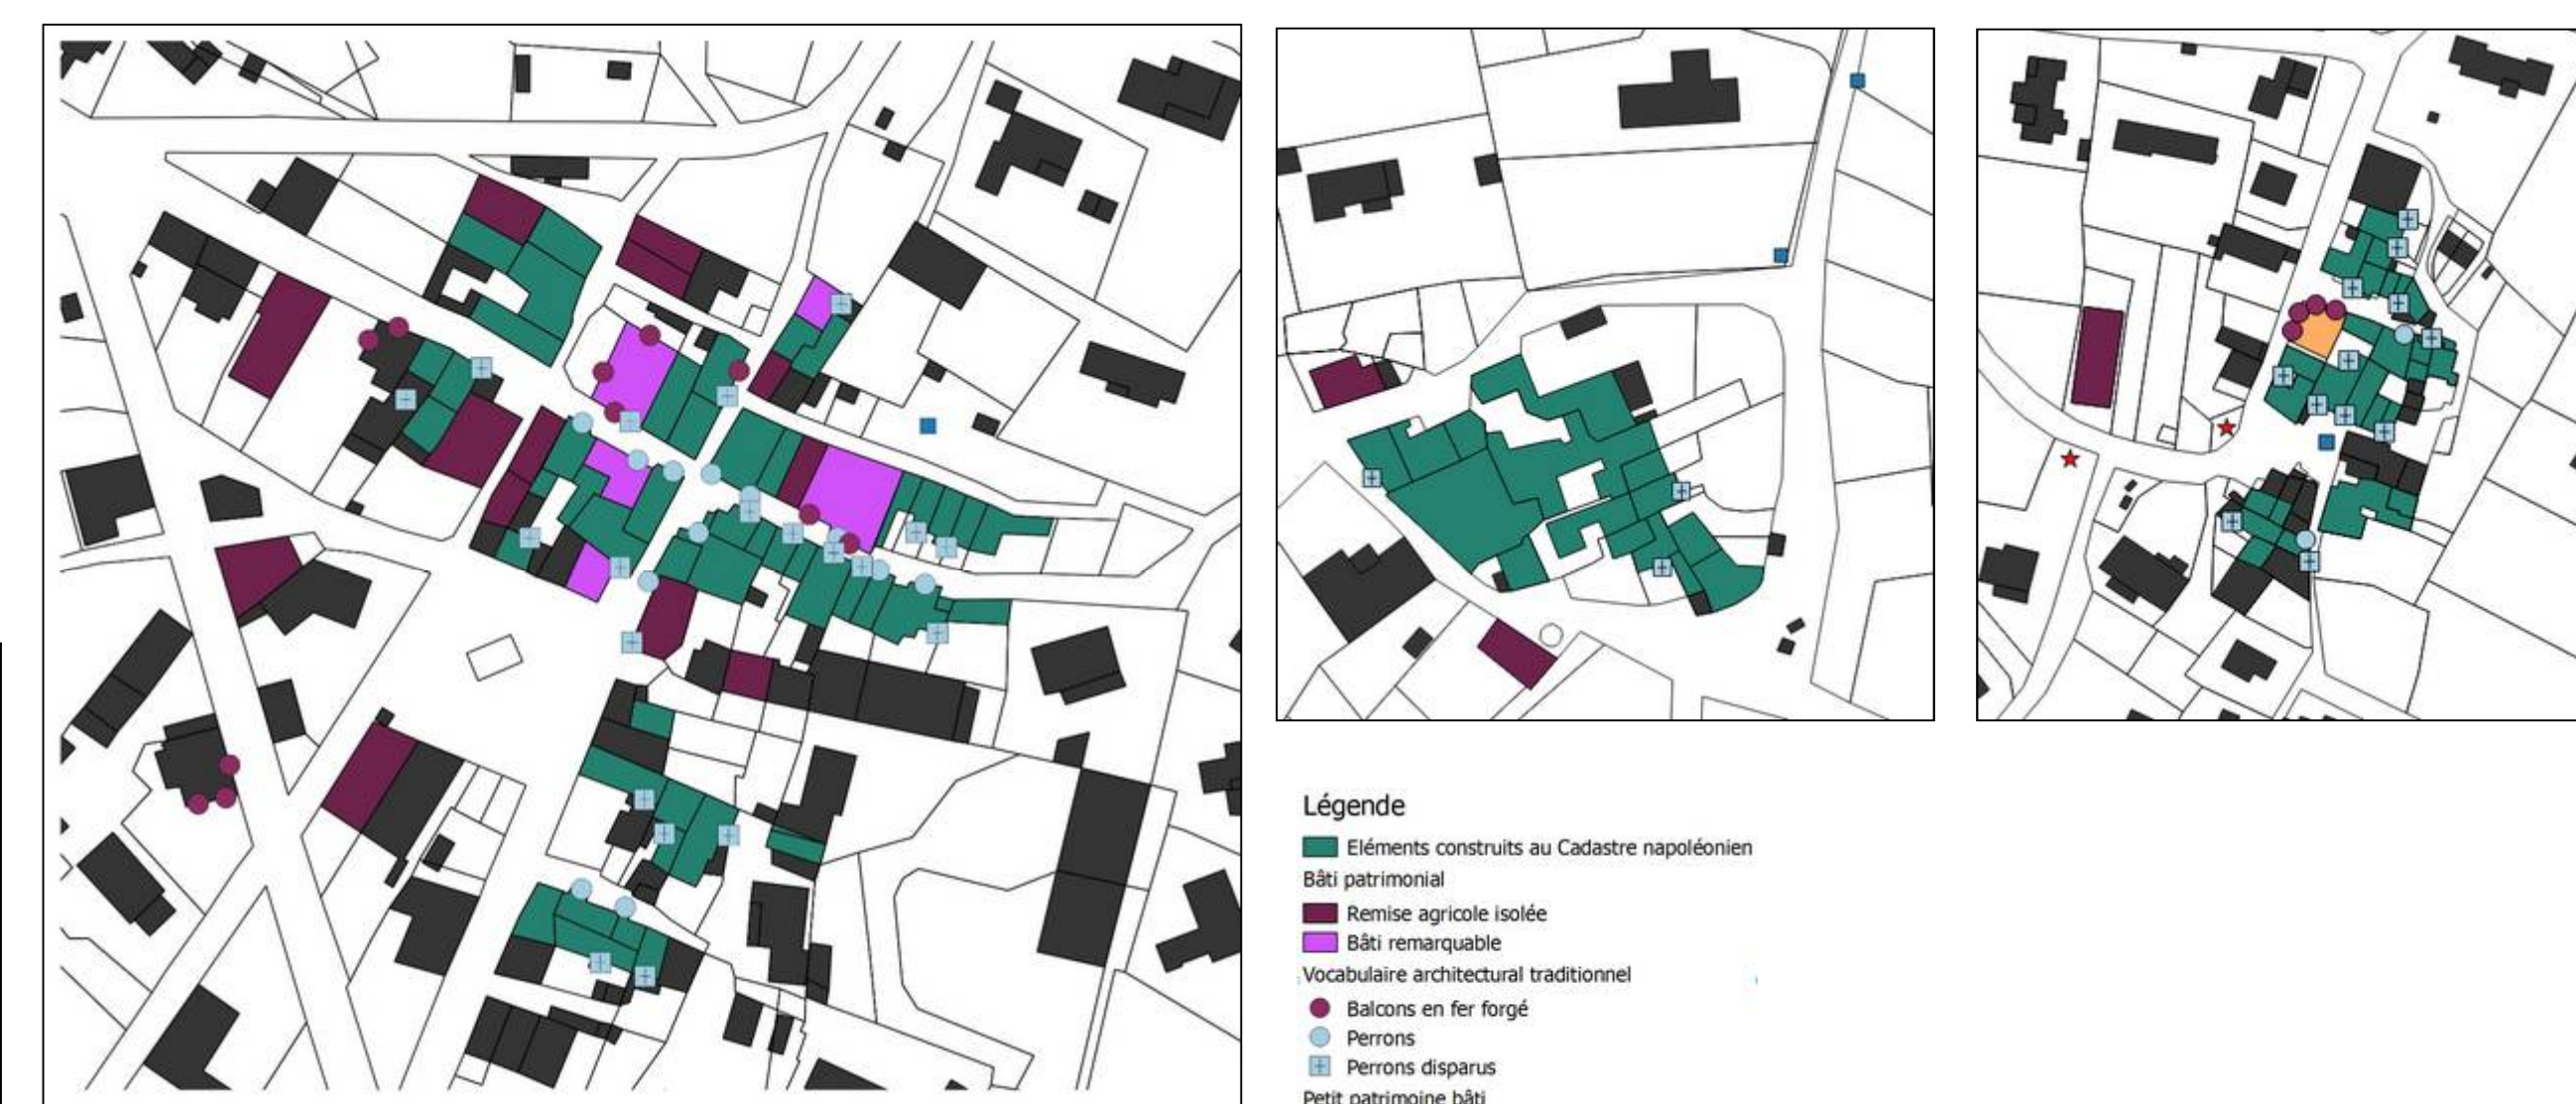 Légende
Eléments construits au Cadastre napoléonien
Bâti patrimonial
Remise agricole isolée
Bâti remarquable
Vocabulaire architectural traditionnel
Balcons en fer forgé
Perrons
Perrons disparus
Petit patrimoine bâti